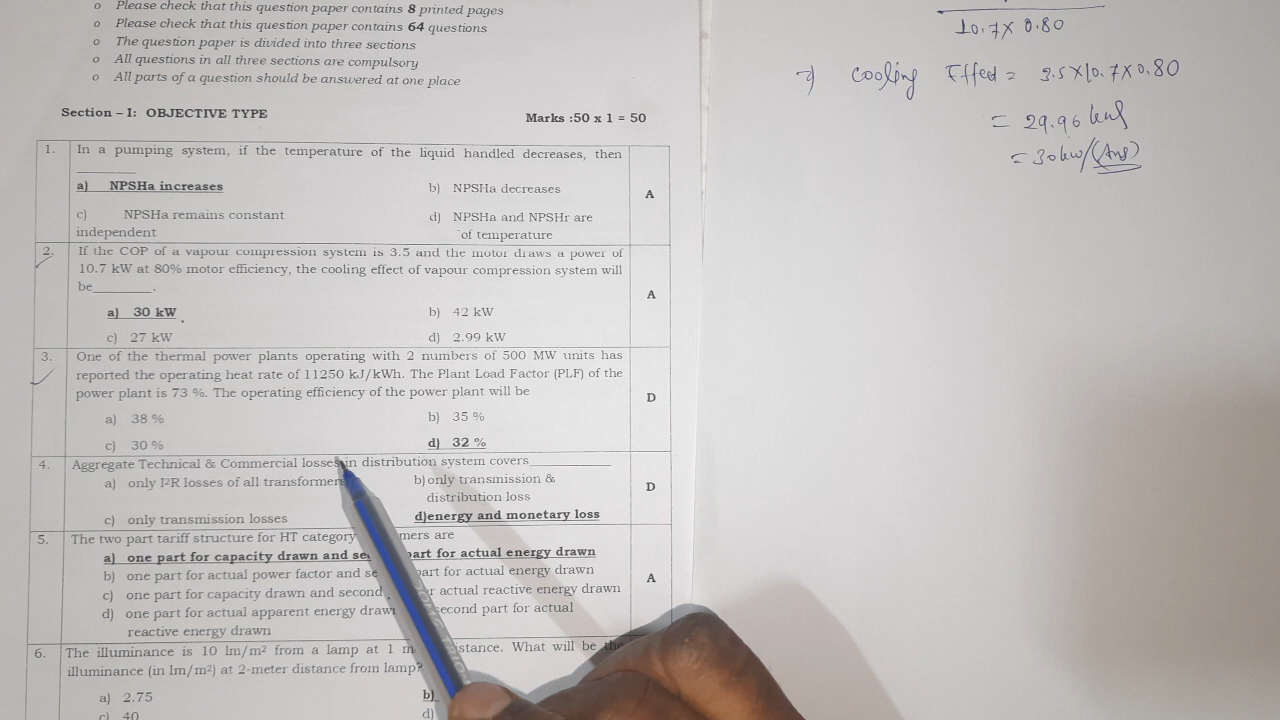 o Please check that this question paper contains 8 printed pages
o Please check that this question paper contains 64 questions
o The question paper is divided into three sections
o All questions in all three sections are compulsory
o All parts of a question should be answered at one place
Section – I: OBJECTIVE TYPE Marks :50 x 1 = 50
1. In a pumping system, if the temperature of the liquid handled decreases, then
________
a) NPSHa increases b) NPSHa decreases
A
c) NPSHa remains constant d) NPSHa and NPSHr are
independent of temperature
2. If the COP of a vapour compression system is 3.5 and the motor draws a power of
10.7 kW at 80% motor efficiency, the cooling effect of vapour compression system will
be________.
A
a) 30 kW b) 42 kW
c) 27 kW d) 2.99 kW
3. One of the thermal power plants operating with 2 numbers of 500 MW units has
reported the operating heat rate of 11250 kJ/kWh. The Plant Load Factor (PLF) of the
power plant is 73 %. The operating efficiency of the power plant will be
D
a) 38 % b) 35 %
c) 30 % d) 32 %
4. Aggregate Technical & Commercial losses in distribution system covers__________
a) only I²R losses of all transformers b) only transmission &
distribution loss
D
c) only transmission losses d)energy and monetary loss
5. The two part tariff structure for HT category mers are
a) one part for capacity drawn and se part for actual energy drawn
b) one part for actual power factor and se part for actual energy drawn
A
c) one part for capacity drawn and second r actual reactive energy drawn
d) one part for actual apparent energy drawn second part for actual
reactive energy drawn
6. The illuminance is 10 lm/m² from a lamp at 1 m istance. What will be the
illuminance (in lm/m²) at 2-meter distance from lamp?
a) 2.75 b)
c) 40 d)
10.7 x 0.80
⇒ Cooling Effect = 3.5 x 10.7 x 0.80
= 29.96 kW
= 30 kW (Ans)